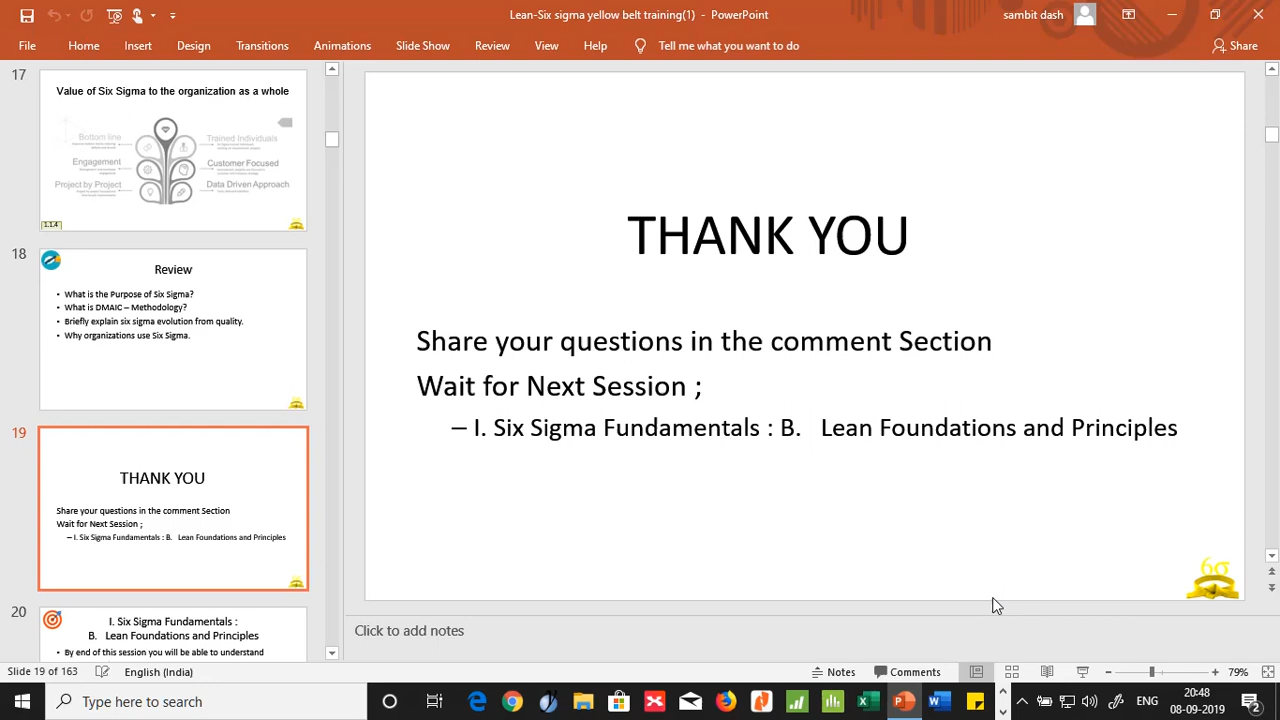 Lean-Six sigma yellow belt training(1) - PowerPoint
sambit dash
File Home Insert Design Transitions Animations Slide Show Review View Help Tell me what you want to do Share
17
Value of Six Sigma to the organization as a whole
Bottom line
Trained Individuals
Engagement
Customer Focused
Project by Project
Data Driven Approach
1.1.4
18
Review
• What is the Purpose of Six Sigma?
• What is DMAIC – Methodology?
• Briefly explain six sigma evolution from quality.
• Why organizations use Six Sigma.
19
THANK YOU
Share your questions in the comment Section
Wait for Next Session ;
– I. Six Sigma Fundamentals : B. Lean Foundations and Principles
20
I. Six Sigma Fundamentals :
B. Lean Foundations and Principles
• By end of this session you will be able to understand
THANK YOU
Share your questions in the comment Section
Wait for Next Session ;
– I. Six Sigma Fundamentals : B. Lean Foundations and Principles
6σ
Click to add notes
Slide 19 of 163 English (India) Notes Comments 79%
Type here to search
ENG
20:48
08-09-2019
2